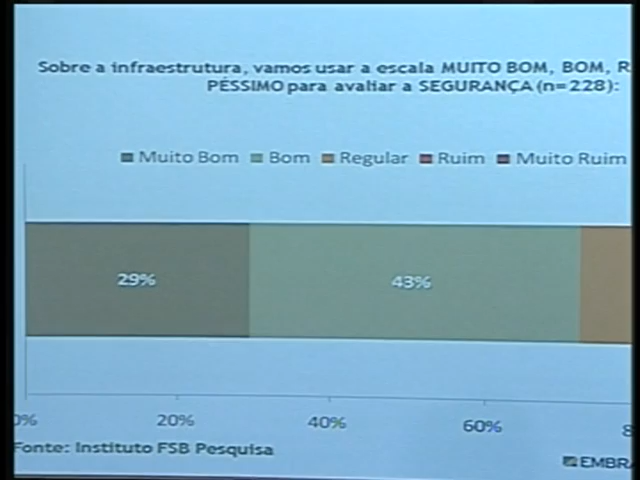 Sobre a infraestrutura, vamos usar a escala MUITO BOM, BOM, R
PÉSSIMO para avaliar a SEGURANÇA (n=228):
Muito Bom Bom Regular Ruim Muito Ruim
29% 43%
0% 20% 40% 60% 8
Fonte: Instituto FSB Pesquisa
EMBRA